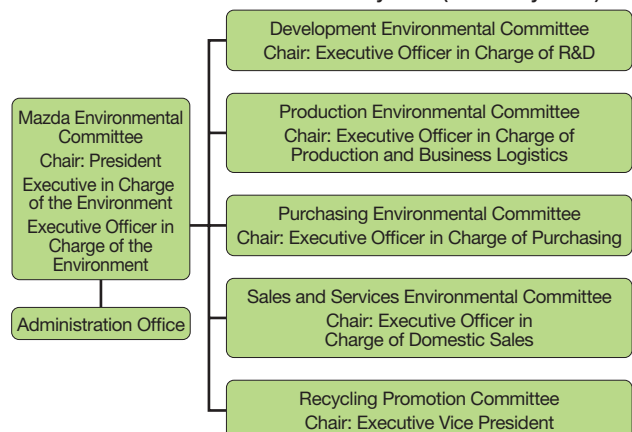 Development Environmental Committee
Chair: Executive Officer in Charge of R&D
Mazda Environmental
Committee
Chair: President
Executive in Charge
of the Environment
Executive Officer in
Charge of the
Environment
Administration Office
Production Environmental Committee
Chair: Executive Officer in Charge of
Production and Business Logistics
Purchasing Environmental Committee
Chair: Executive Officer in Charge of Purchasing
Sales and Services Environmental Committee
Chair: Executive Officer in
Charge of Domestic Sales
Recycling Promotion Committee
Chair: Executive Vice President